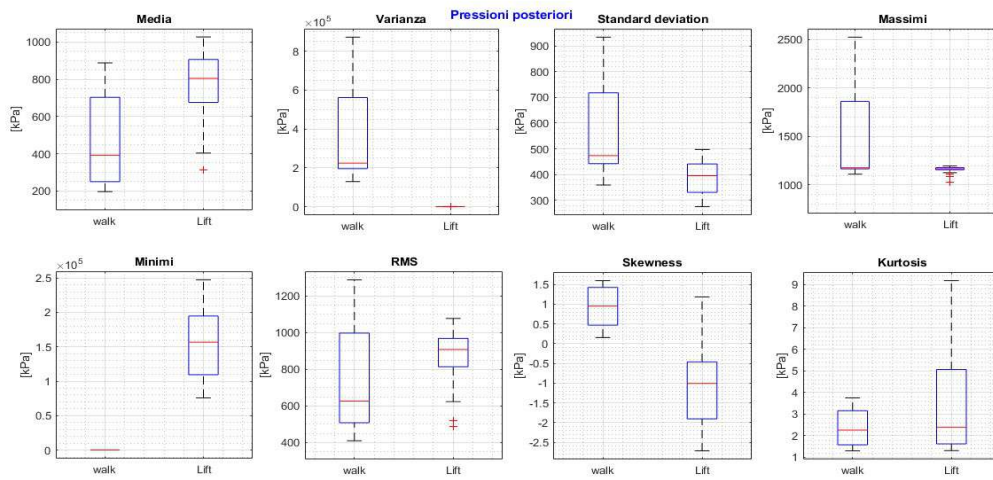 Pressioni posteriori
Media
[kPa]
1000
800
600
400
200
walk
Lift
Varianza
×10⁵
[kPa]
8
6
4
2
0
walk
Lift
Standard deviation
[kPa]
900
800
700
600
500
400
300
walk
Lift
Massimi
[kPa]
2500
2000
1500
1000
walk
Lift
Minimi
×10⁵
[kPa]
2.5
2
1.5
1
0.5
0
walk
Lift
RMS
[kPa]
1200
1000
800
600
400
walk
Lift
Skewness
[kPa]
1.5
1
0.5
0
-0.5
-1
-1.5
-2
-2.5
walk
Lift
Kurtosis
[kPa]
9
8
7
6
5
4
3
2
1
walk
Lift